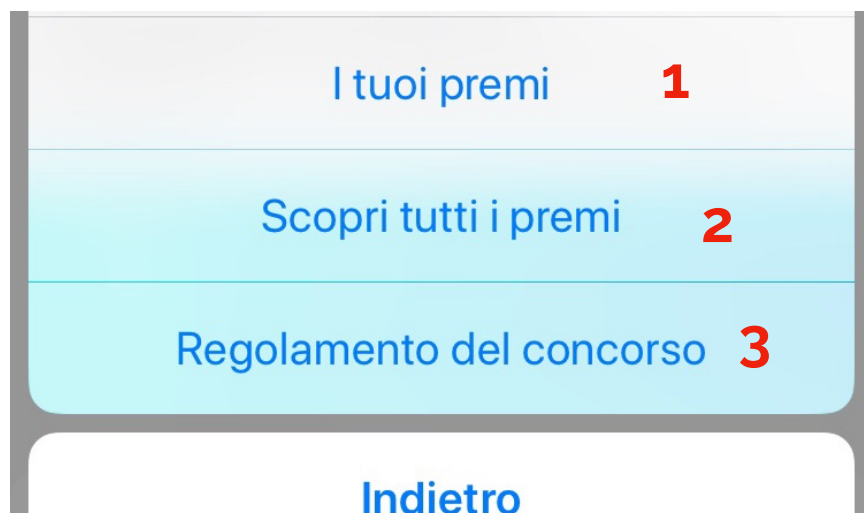 I tuoi premi 1
Scopri tutti i premi 2
Regolamento del concorso 3
Indietro